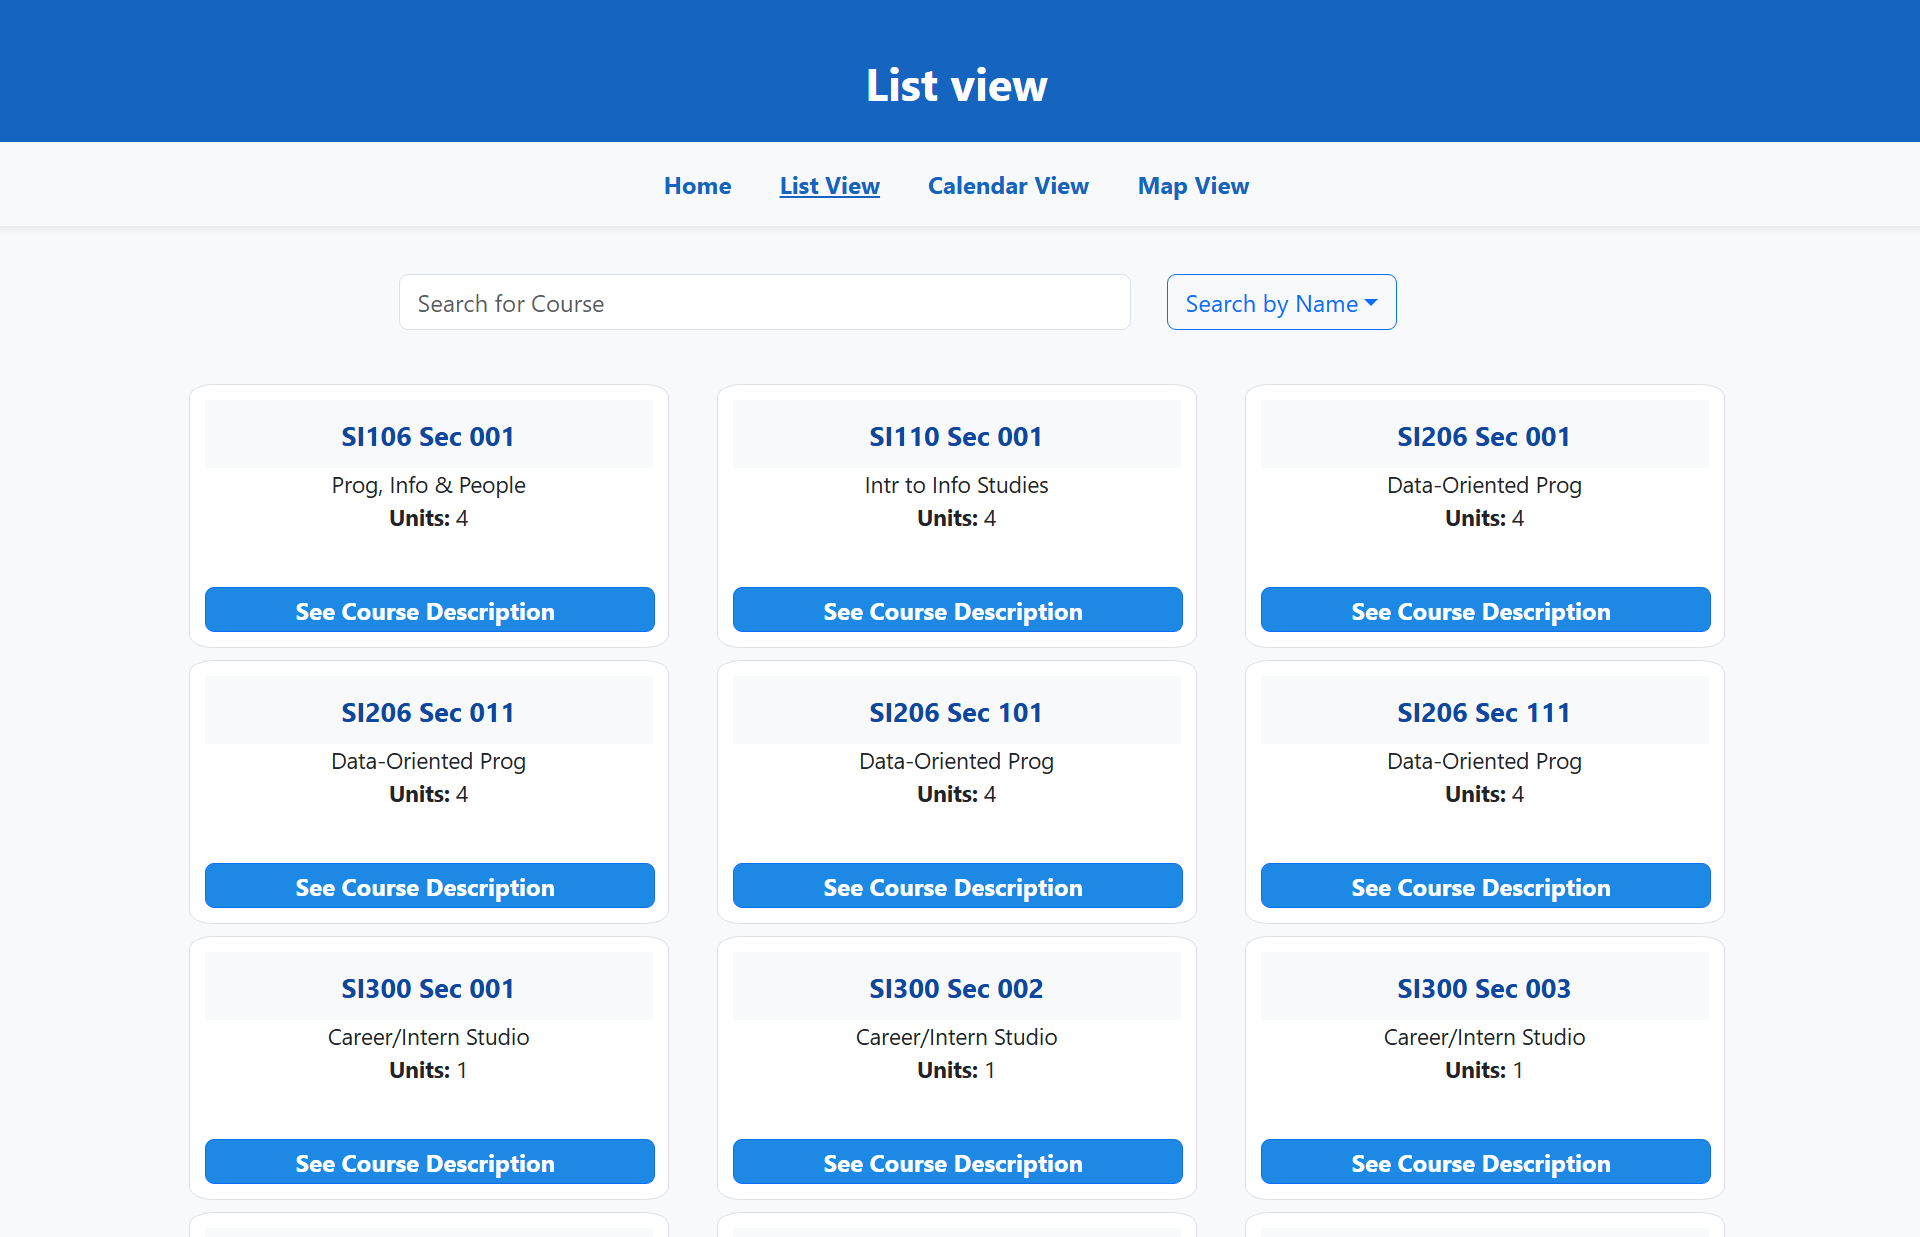 List view
Home List View Calendar View Map View
Search for Course Search by Name
SI106 Sec 001
Prog, Info & People
Units: 4
See Course Description
SI110 Sec 001
Intr to Info Studies
Units: 4
See Course Description
SI206 Sec 001
Data-Oriented Prog
Units: 4
See Course Description
SI206 Sec 011
Data-Oriented Prog
Units: 4
See Course Description
SI206 Sec 101
Data-Oriented Prog
Units: 4
See Course Description
SI206 Sec 111
Data-Oriented Prog
Units: 4
See Course Description
SI300 Sec 001
Career/Intern Studio
Units: 1
See Course Description
SI300 Sec 002
Career/Intern Studio
Units: 1
See Course Description
SI300 Sec 003
Career/Intern Studio
Units: 1
See Course Description